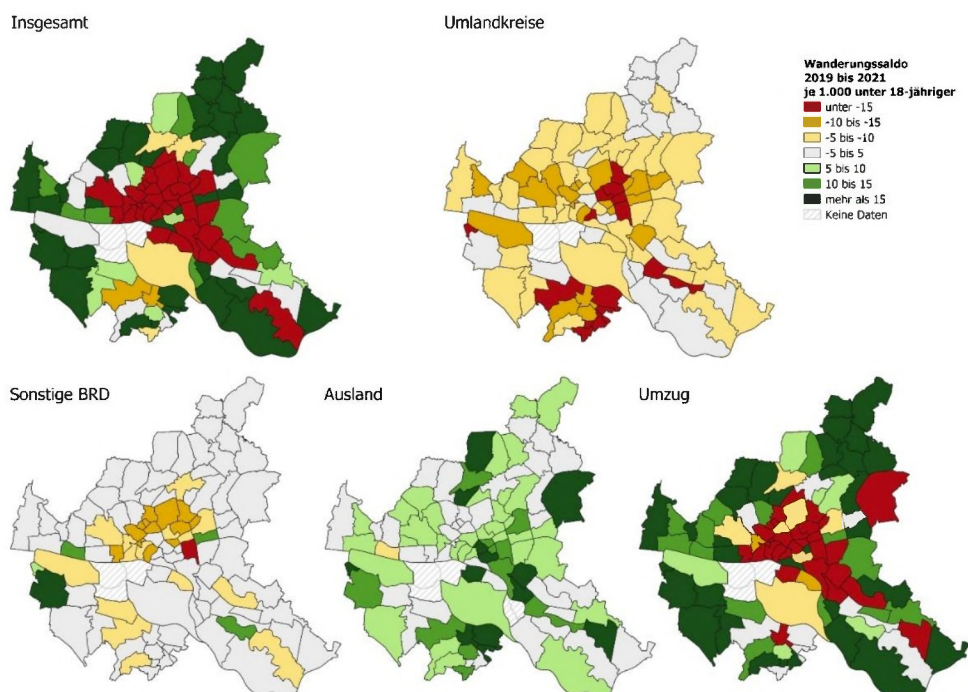 Insgesamt
Umlandkreise
Wanderungssaldo
2019 bis 2021
je 1.000 unter 18-jähriger
unter -15
-10 bis -15
-5 bis -10
-5 bis 5
5 bis 10
10 bis 15
mehr als 15
Keine Daten
Sonstige BRD
Ausland
Umzug